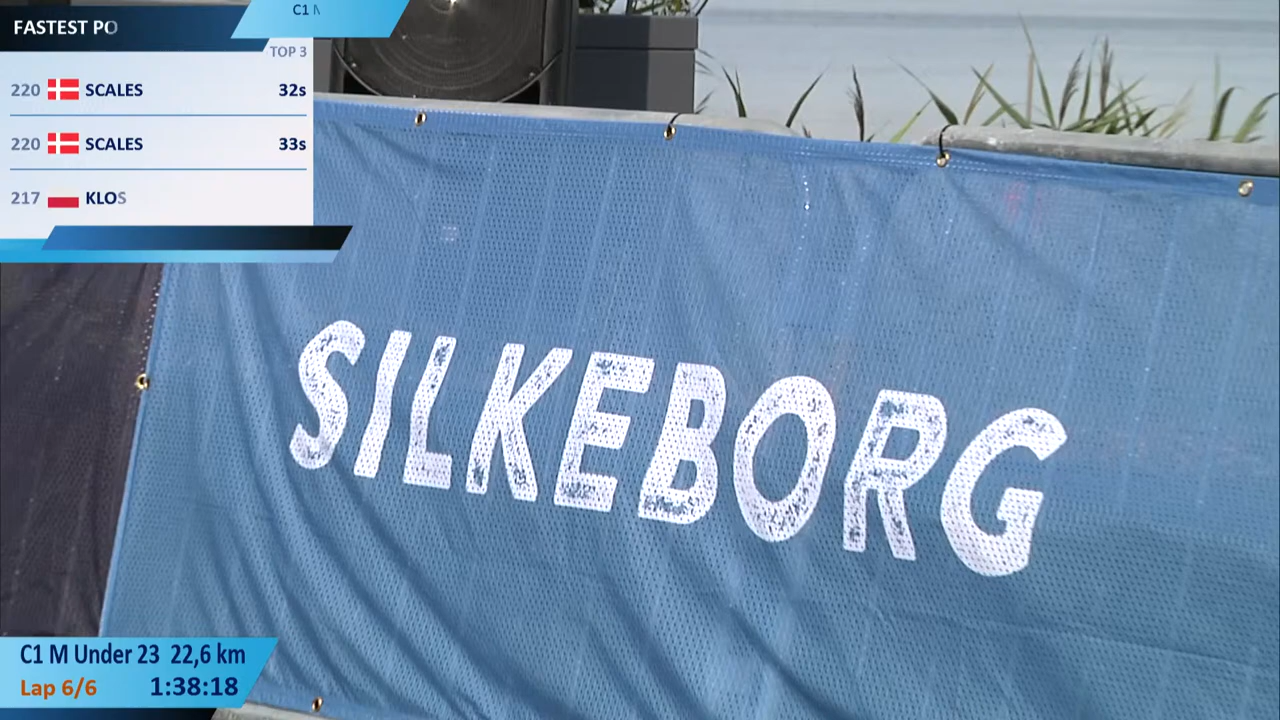 FASTEST PO
C1 M
TOP 3
220 SCALES 32s
220 SCALES 33s
217 KLOS
SILKEBORG
C1 M Under 23 22,6 km
Lap 6/6 1:38:18